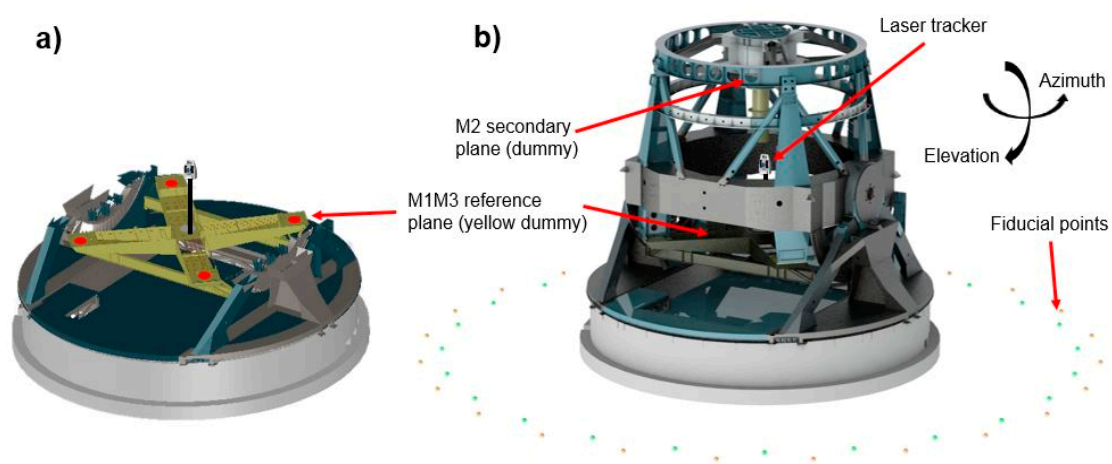 a)
b)
Laser tracker
Azimuth
M2 secondary
plane (dummy)
Elevation
M1M3 reference
plane (yellow dummy)
Fiducial points